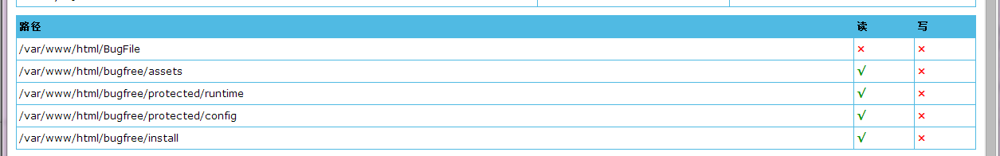 路径 读 写
/var/www/html/BugFile × ×
/var/www/html/bugfree/assets √ ×
/var/www/html/bugfree/protected/runtime √ ×
/var/www/html/bugfree/protected/config √ ×
/var/www/html/bugfree/install √ ×